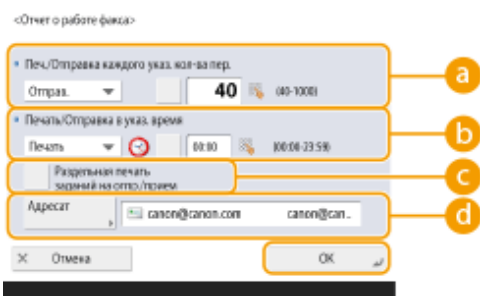 <Отчет о работе факса>
Печ./Отправка каждого указ. кол-ва пер.
Отправ. 40 (40-1000)
a
Печать/Отправка в указ. время
Печать 00:00 (00:00-23:59)
b
Раздельная печать
заданий на отпр./прием
c
Адресат canon@canon.com canon@can..
d
× Отмена OK